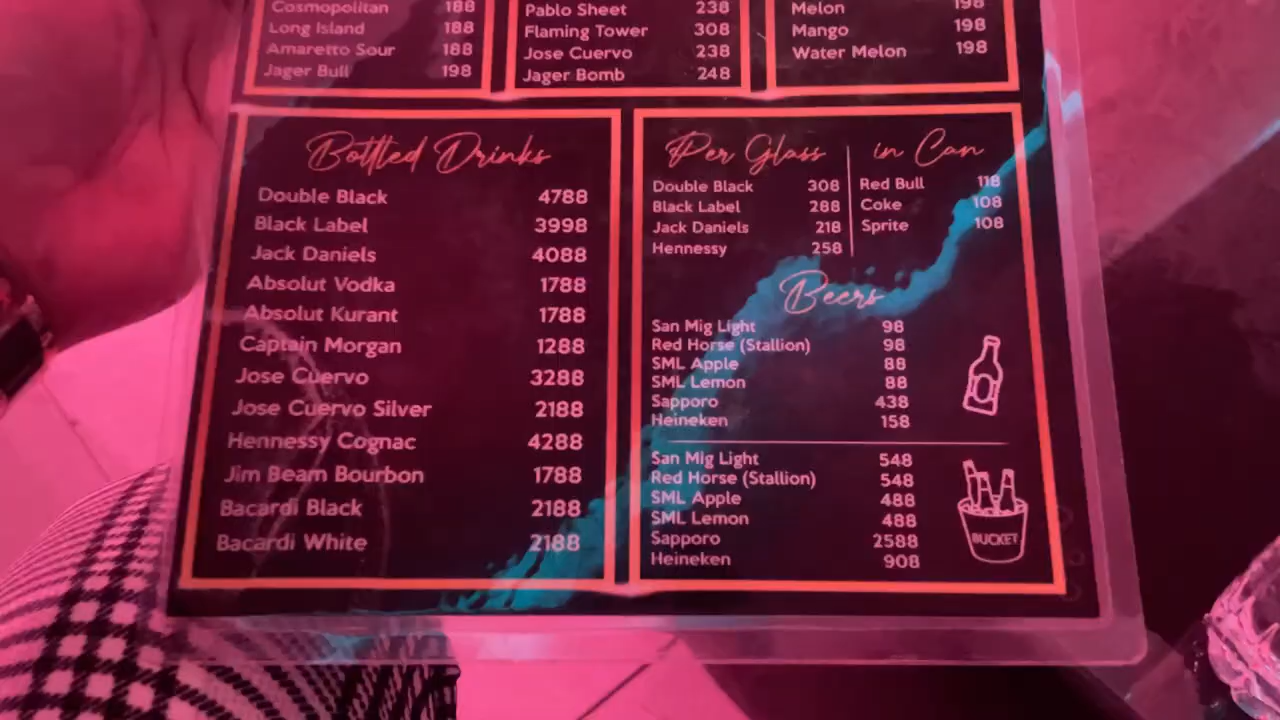 Cosmopolitan 188
Long Island 188
Amaretto Sour 188
Jager Bull 198
Pablo Sheet 238
Flaming Tower 308
Jose Cuervo 238
Jager Bomb 248
Melon 198
Mango 198
Water Melon 198
Bottled Drinks
Double Black 4788
Black Label 3998
Jack Daniels 4088
Absolut Vodka 1788
Absolut Kurant 1788
Captain Morgan 1288
Jose Cuervo 3288
Jose Cuervo Silver 2188
Hennessy Cognac 4288
Jim Beam Bourbon 1788
Bacardi Black 2188
Bacardi White 2188
Per Glass
Double Black 308
Black Label 288
Jack Daniels 218
Hennessy 258
in Can
Red Bull 118
Coke 108
Sprite 108
Beers
San Mig Light 98
Red Horse (Stallion) 98
SML Apple 88
SML Lemon 88
Sapporo 438
Heineken 158
San Mig Light 548
Red Horse (Stallion) 548
SML Apple 488
SML Lemon 488
Sapporo 2588
Heineken 908
BUCKET